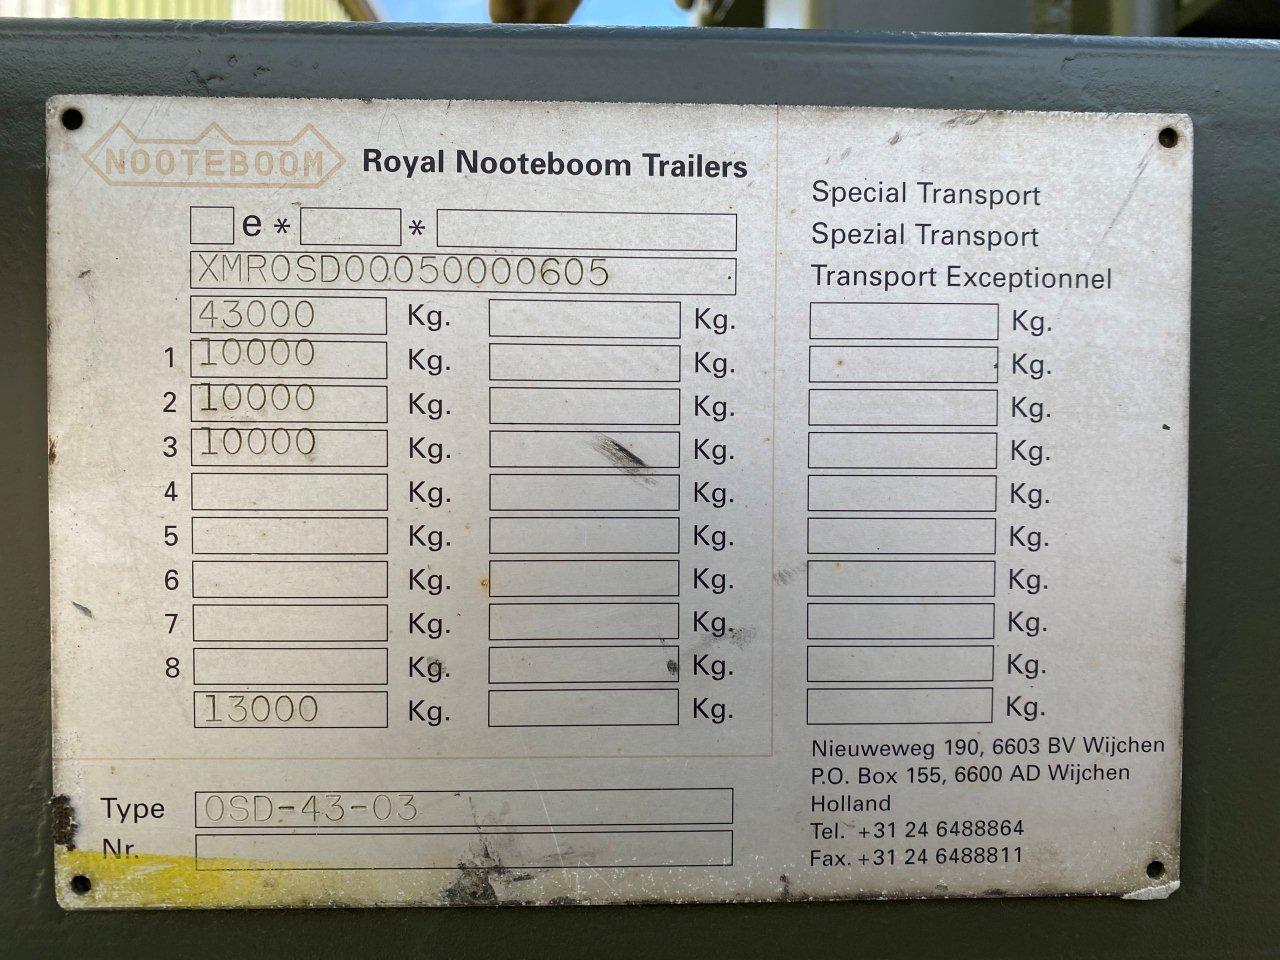 NOOTEBOOM Royal Nooteboom Trailers
Special Transport
Spezial Transport
Transport Exceptionnel
e * *
XMROSD00050000605
43000 Kg. Kg. Kg.
1 10000 Kg. Kg. Kg.
2 10000 Kg. Kg. Kg.
3 10000 Kg. Kg. Kg.
4 Kg. Kg. Kg.
5 Kg. Kg. Kg.
6 Kg. Kg. Kg.
7 Kg. Kg. Kg.
8 Kg. Kg. Kg.
13000 Kg. Kg. Kg.
Type OSD-43-03
Nr.
Nieuweweg 190, 6603 BV Wijchen
P.O. Box 155, 6600 AD Wijchen
Holland
Tel. +31 24 6488864
Fax. +31 24 6488811